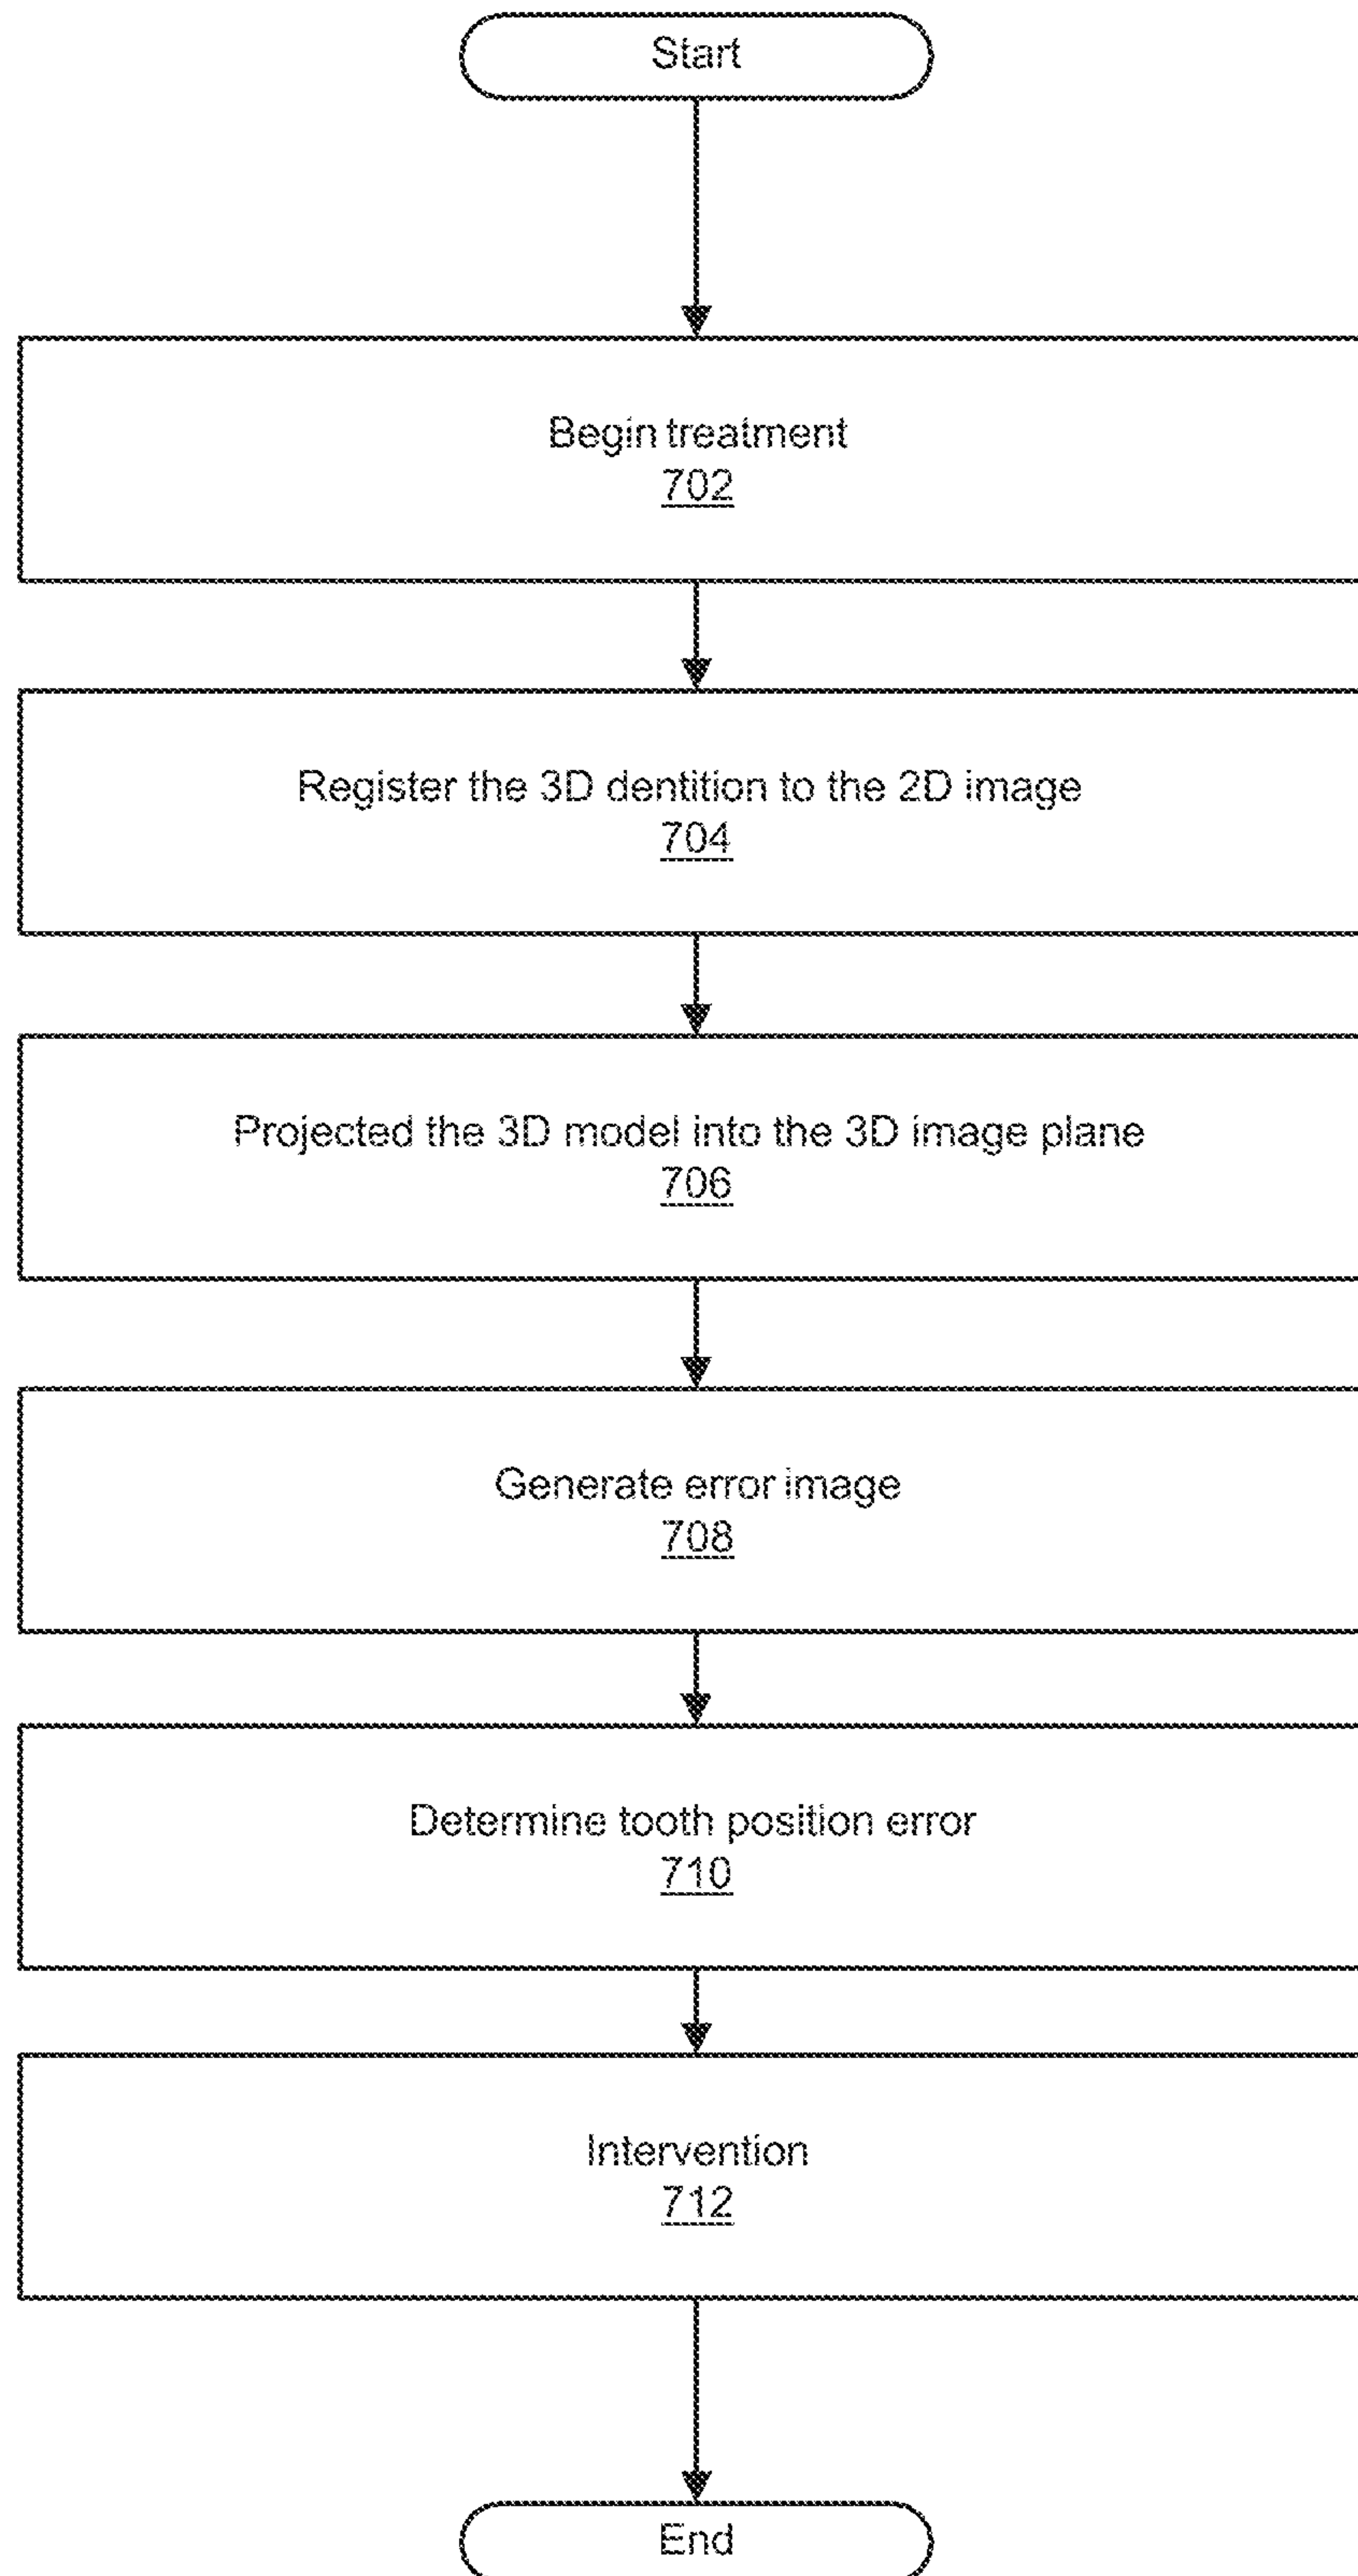 Start
Begin treatment
702
Register the 3D dentition to the 2D image
704
Projected the 3D model into the 3D image plane
706
Generate error image
708
Determine tooth position error
710
Intervention
712
End